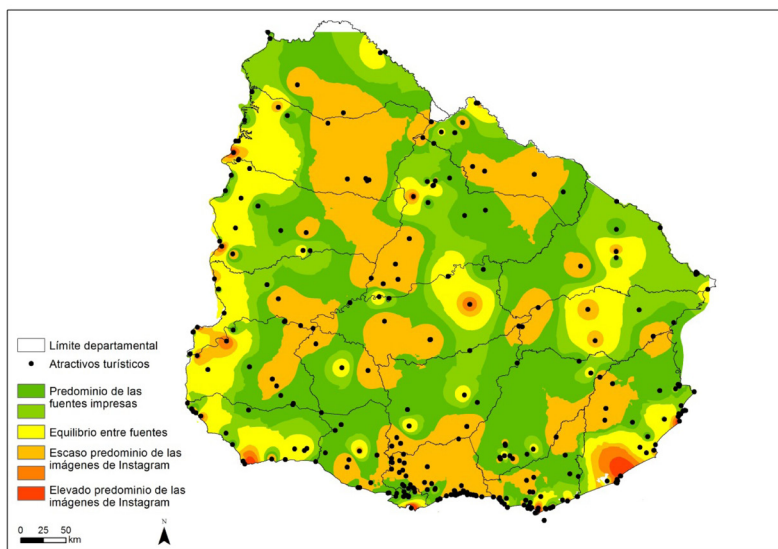 Límite departamental
Atractivos turísticos
Predominio de las
fuentes impresas
Equilibrio entre fuentes
Escaso predominio de las
imágenes de Instagram
Elevado predominio de las
imágenes de Instagram
0 25 50
km
N